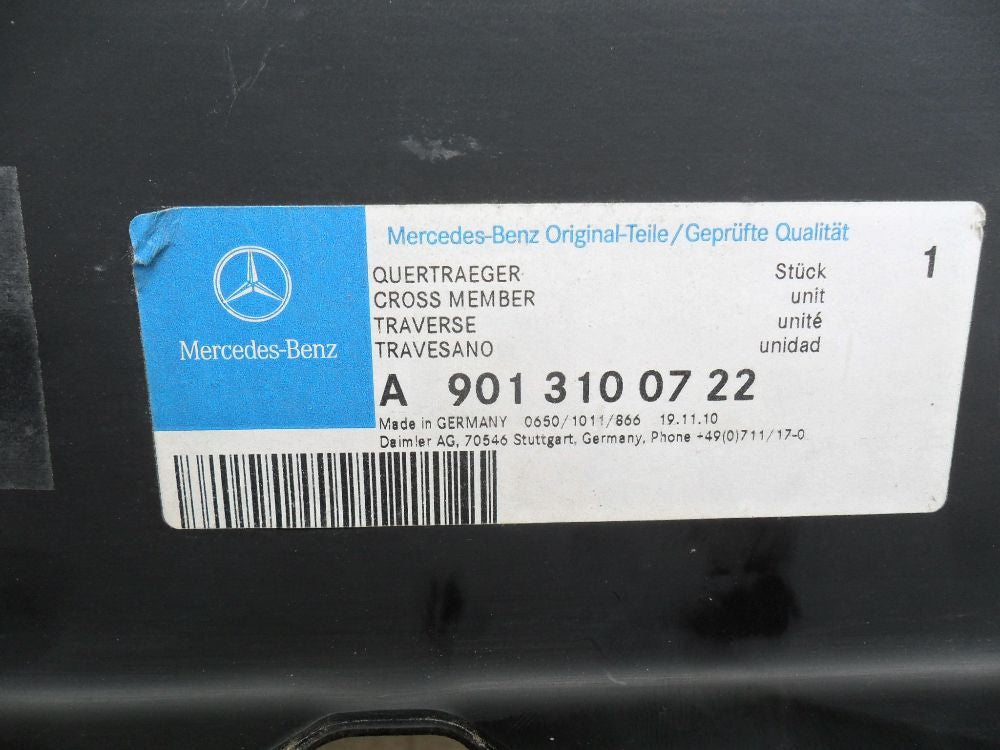 Mercedes-Benz
Mercedes-Benz Original-Teile/Geprüfte Qualität
QUERTRAEGER Stück 1
CROSS MEMBER unit
TRAVERSE unité
TRAVESANO unidad
A 901 310 07 22
Made in GERMANY 0650/1011/866 19.11.10
Daimler AG, 70546 Stuttgart, Germany, Phone +49(0)711/17-0